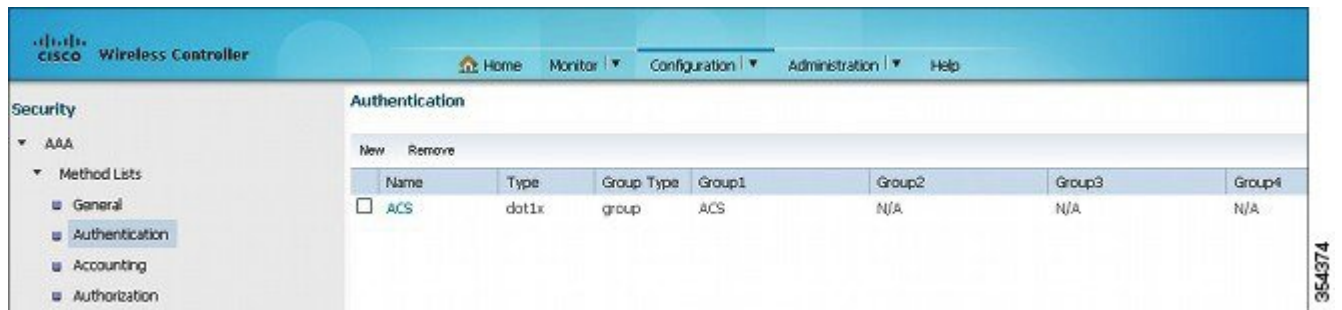 CISCO Wireless Controller
Home Monitor Configuration Administration Help
Security
AAA
Method Lists
General
Authentication
Accounting
Authorization
Authentication
New Remove
Name Type Group Type Group1 Group2 Group3 Group4
ACS dot1x group ACS N/A N/A N/A
354374